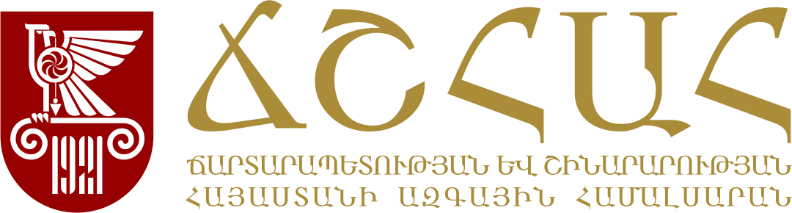 1921
ՃՇՀԱՀ
ՃԱՐՏԱՐԱՊԵՏՈՒԹՅԱՆ ԵՎ ՇԻՆԱՐԱՐՈՒԹՅԱՆ
ՀԱՅԱՍՏԱՆԻ ԱԶԳԱՅԻՆ ՀԱՄԱԼՍԱՐԱՆ